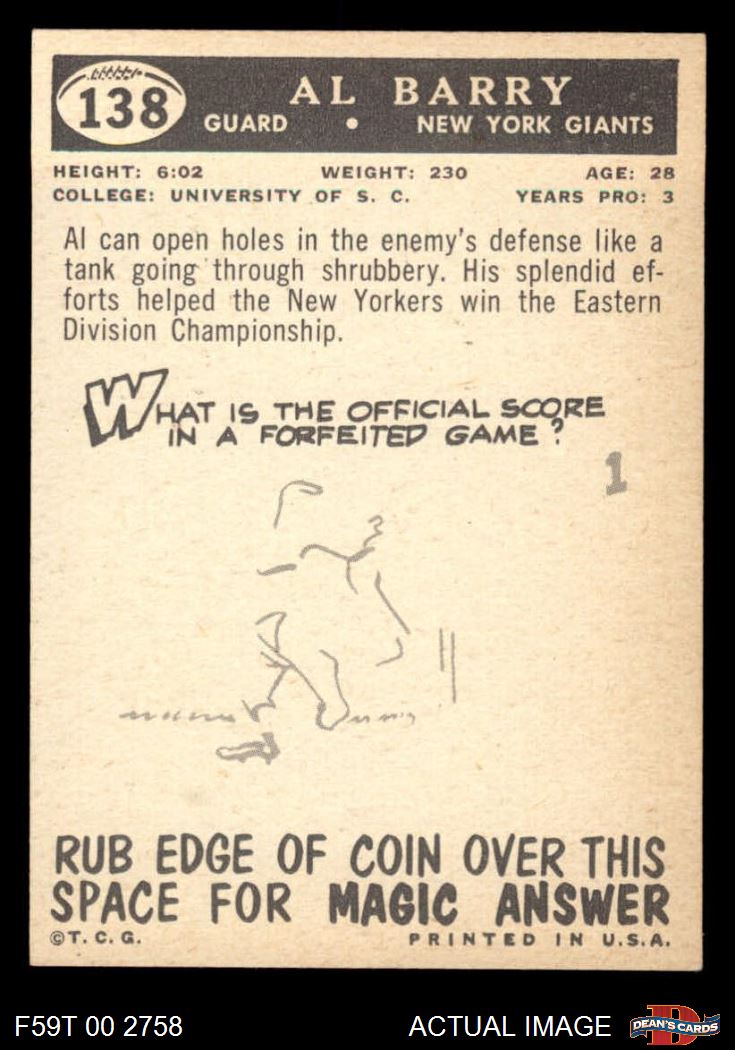 138
AL BARRY
GUARD • NEW YORK GIANTS
HEIGHT: 6:02 WEIGHT: 230 AGE: 28
COLLEGE: UNIVERSITY OF S. C. YEARS PRO: 3
Al can open holes in the enemy's defense like a
tank going through shrubbery. His splendid ef-
forts helped the New Yorkers win the Eastern
Division Championship.
WHAT IS THE OFFICIAL SCORE
IN A FORFEITED GAME?
1
RUB EDGE OF COIN OVER THIS
SPACE FOR MAGIC ANSWER
©T. C. G. PRINTED IN U.S.A.
F59T 00 2758 ACTUAL IMAGE D DEAN'S CARDS